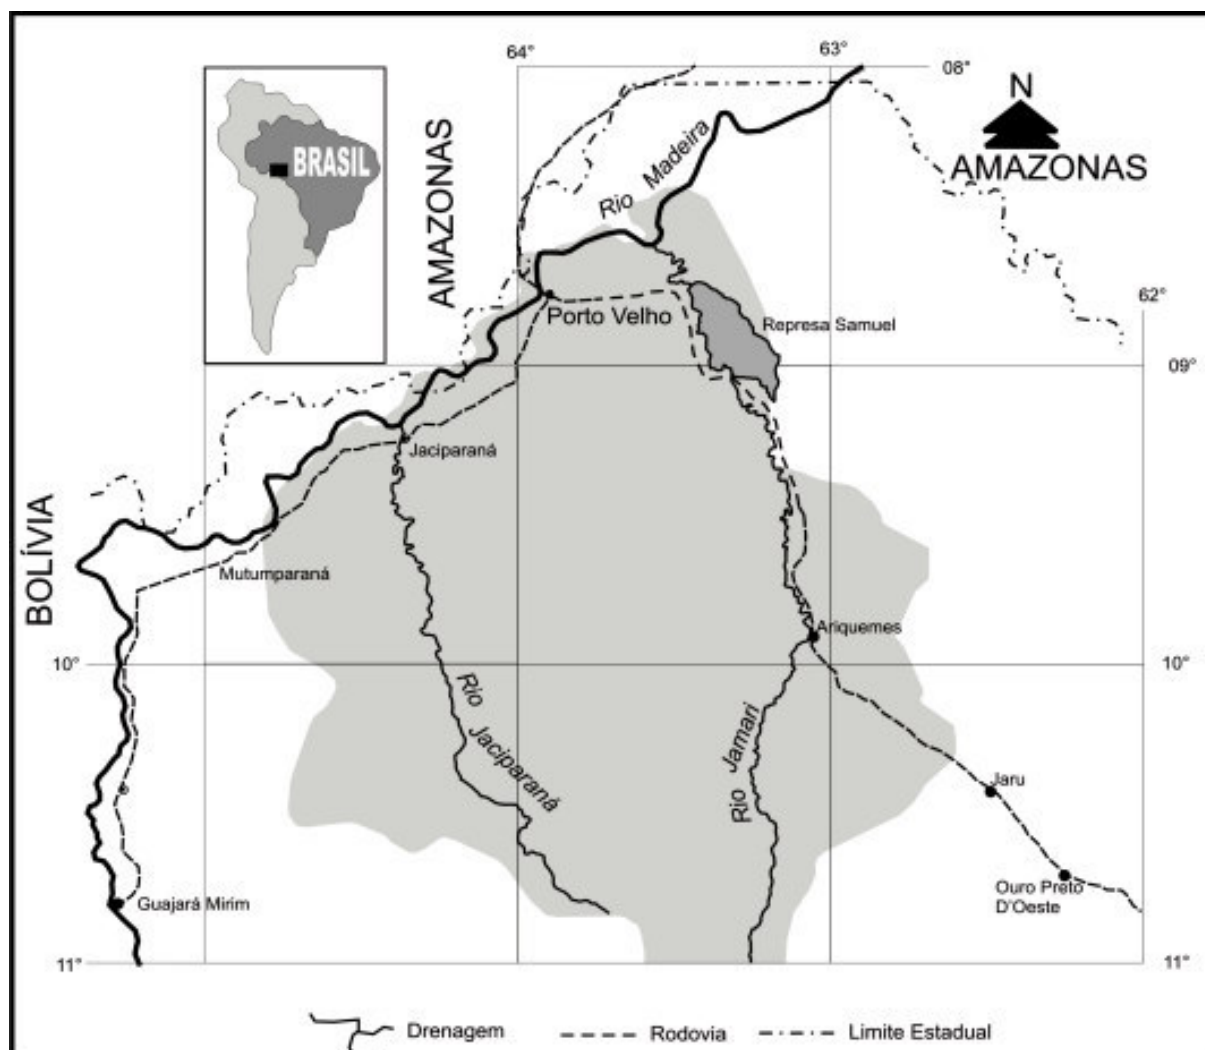 64°
63°
08°
N
AMAZONAS
BRASIL
AMAZONAS
Rio Madeira
62°
Porto Velho
Represa Samuel
09°
Jaciparaná
BOLÍVIA
Mutumparaná
Ariquemes
10°
10°
Rio Jaciparaná
Rio Jamari
Jaru
Guajará Mirim
Ouro Preto
D'Oeste
11°
11°
Drenagem
Rodovia
Limite Estadual